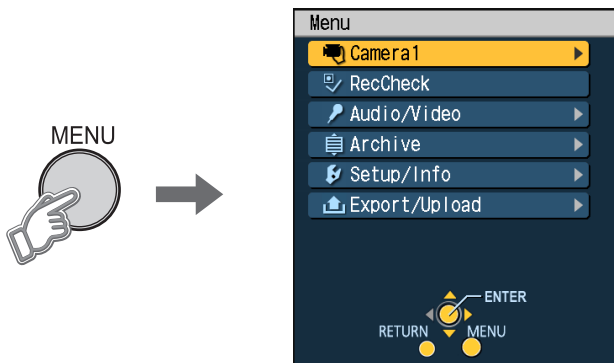 MENU
Menu
Camera1
RecCheck
Audio/Video
Archive
Setup/Info
Export/Upload
ENTER
RETURN MENU